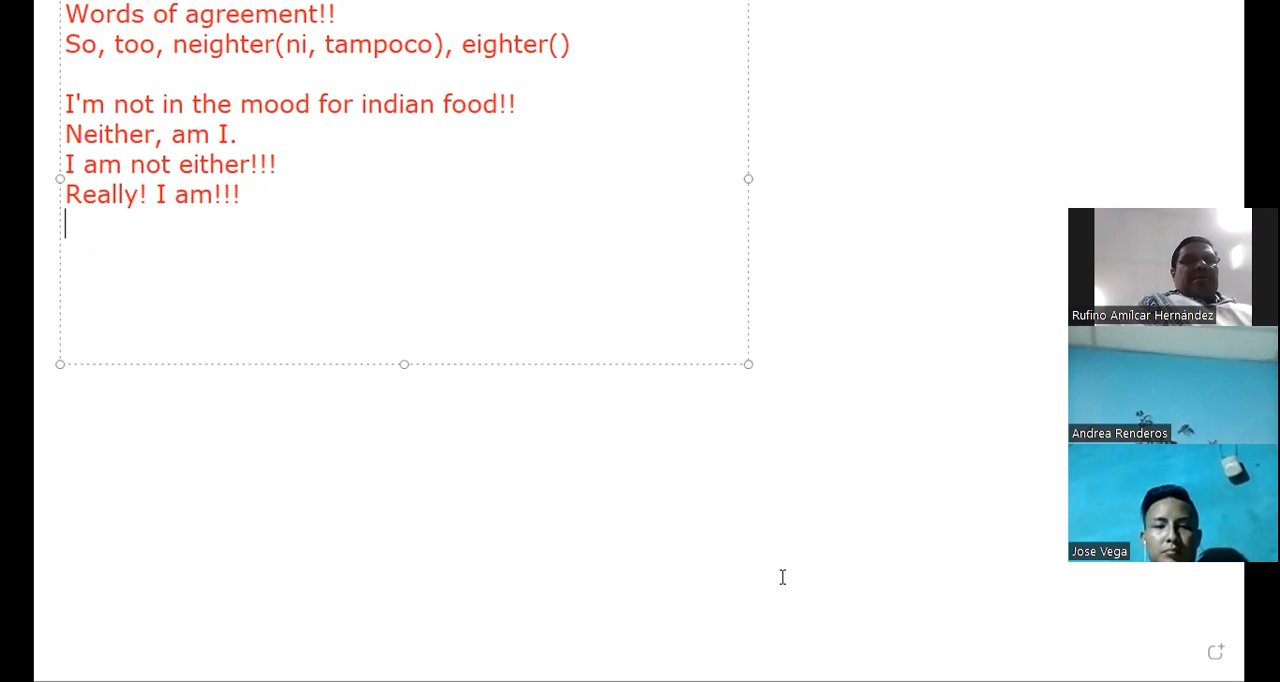 Words of agreement!!
So, too, neighter(ni, tampoco), eighter()
I'm not in the mood for indian food!!
Neither, am I.
I am not either!!!
Really! I am!!!
Rufino Amílcar Hernández
Andrea Renderos
Jose Vega